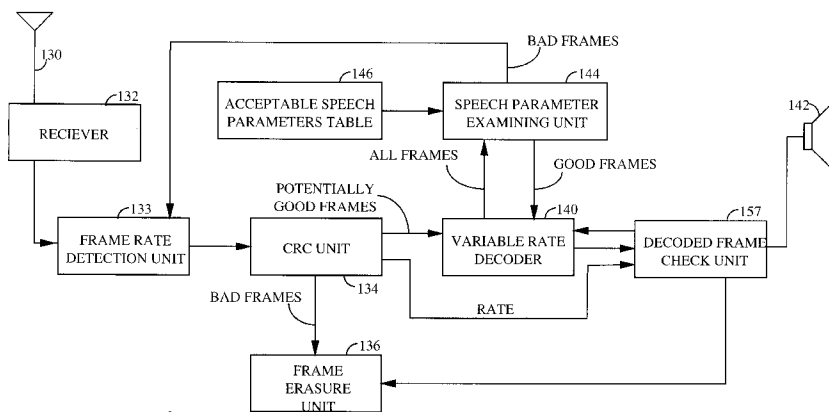 BAD FRAMES
130
146
144
132
142
ACCEPTABLE SPEECH
PARAMETERS TABLE
SPEECH PARAMETER
EXAMINING UNIT
RECIEVER
ALL FRAMES
GOOD FRAMES
POTENTIALLY
GOOD FRAMES
133
140
157
FRAME RATE
DETECTION UNIT
CRC UNIT
VARIABLE RATE
DECODER
DECODED FRAME
CHECK UNIT
134
BAD FRAMES
RATE
136
FRAME
ERASURE
UNIT